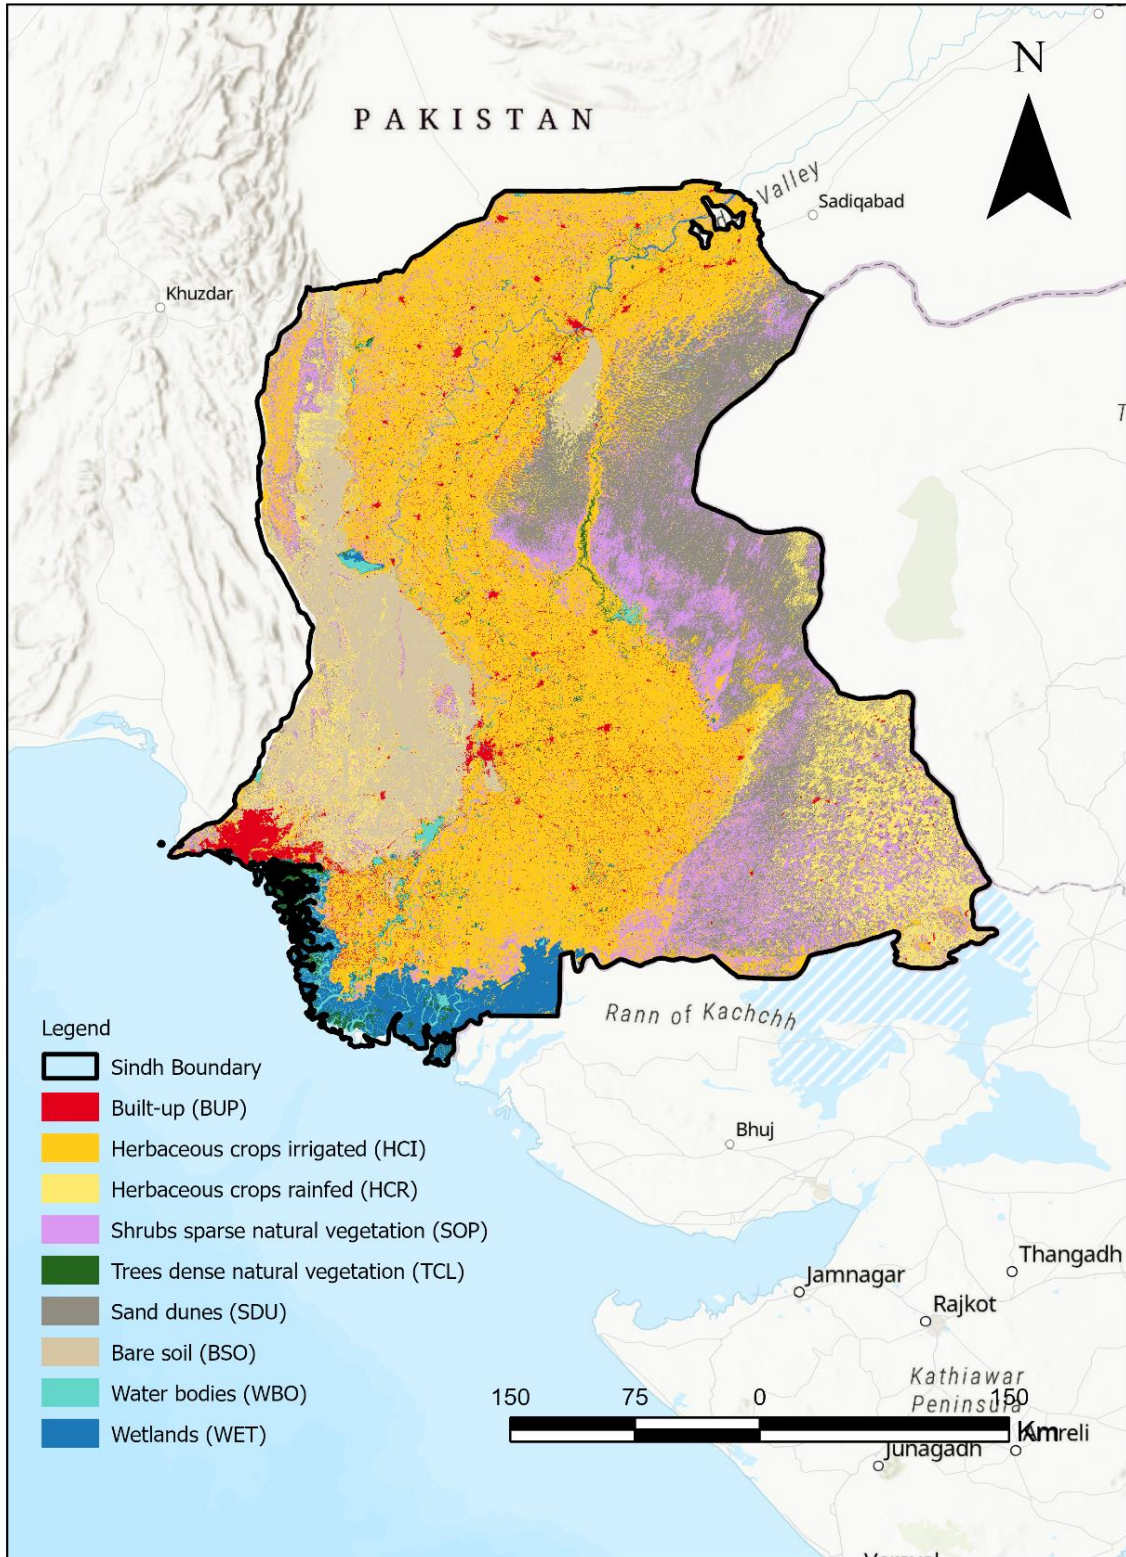 N
PAKISTAN
Valley
Sadiqabad
Khuzdar
Rann of Kachchh
Legend
Sindh Boundary
Built-up (BUP)
Herbaceous crops irrigated (HCI)
Herbaceous crops rainfed (HCR)
Shrubs sparse natural vegetation (SOP)
Trees dense natural vegetation (TCL)
Sand dunes (SDU)
Bare soil (BSO)
Water bodies (WBO)
Wetlands (WET)
Bhuj
Thangadh
Jamnagar
Rajkot
Kathiawar
Peninsula
150 75 0 150
Km
Amreli
Junagadh